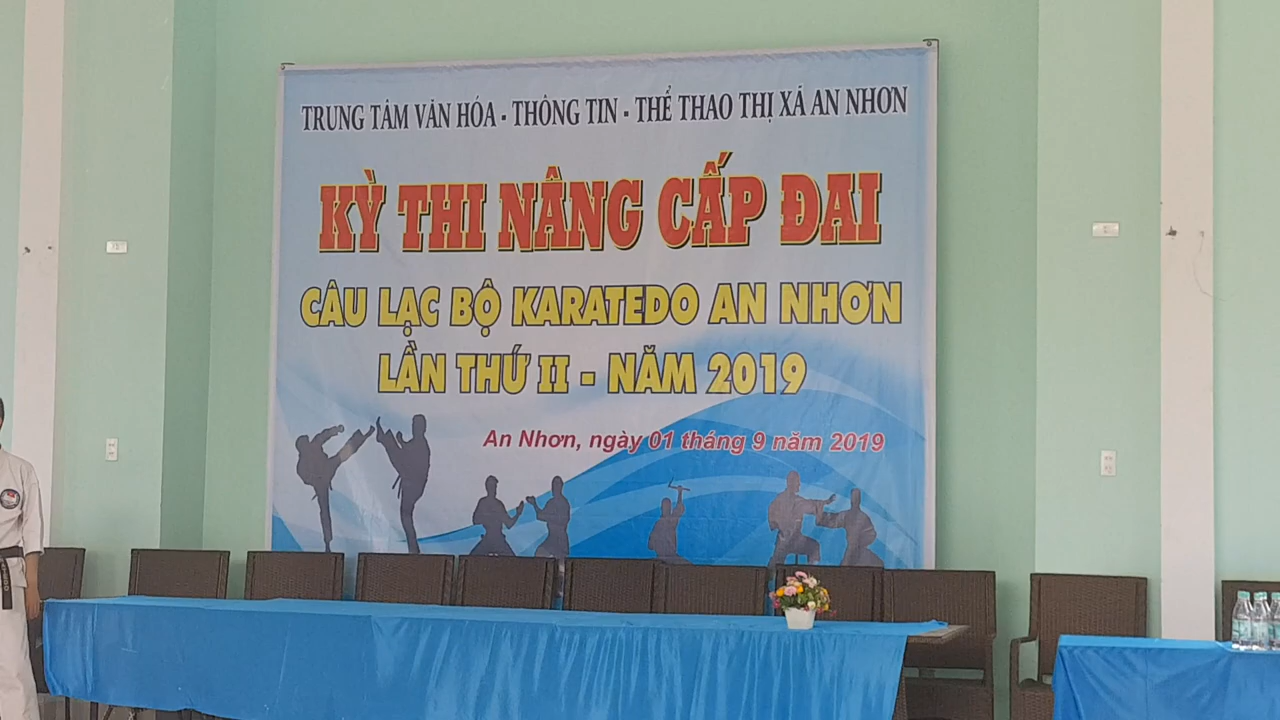 TRUNG TÂM VĂN HÓA - THÔNG TIN - THỂ THAO THỊ XÃ AN NHƠN
KỲ THI NÂNG CẤP ĐAI
CÂU LẠC BỘ KARATEDO AN NHƠN
LẦN THỨ II - NĂM 2019
An Nhơn, ngày 01 tháng 9 năm 2019